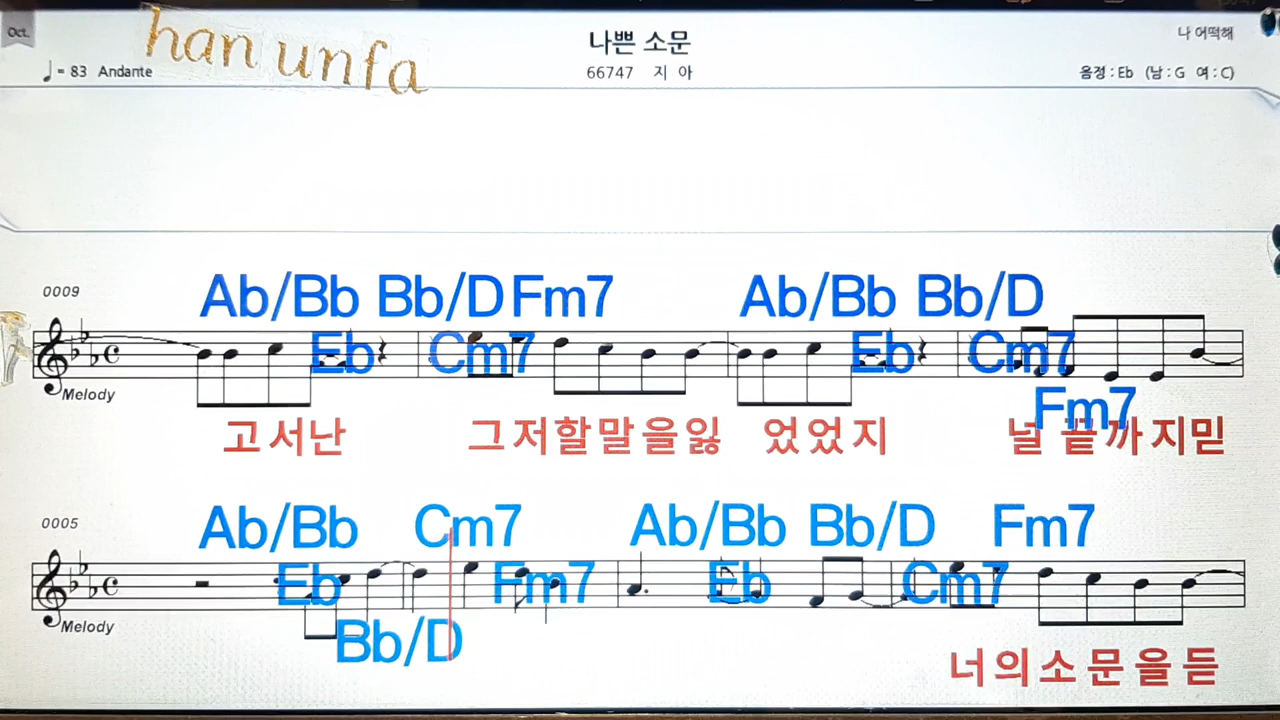 Oct.
han unfa
나쁜 소문
나 어떡해
♩= 83 Andante
66747 지 아
음정 : Eb (남 : G 여 : C)
0009
Ab/Bb Bb/D Fm7 Ab/Bb Bb/D
Eb Cm7 Eb Cm7
Fm7
Melody
고서난 그저할말을잃 었었지 널 끝까지믿
0005
Ab/Bb Cm7 Ab/Bb Bb/D Fm7
Eb Fm7 Eb Cm7
Bb/D
Melody
너의소문을듣